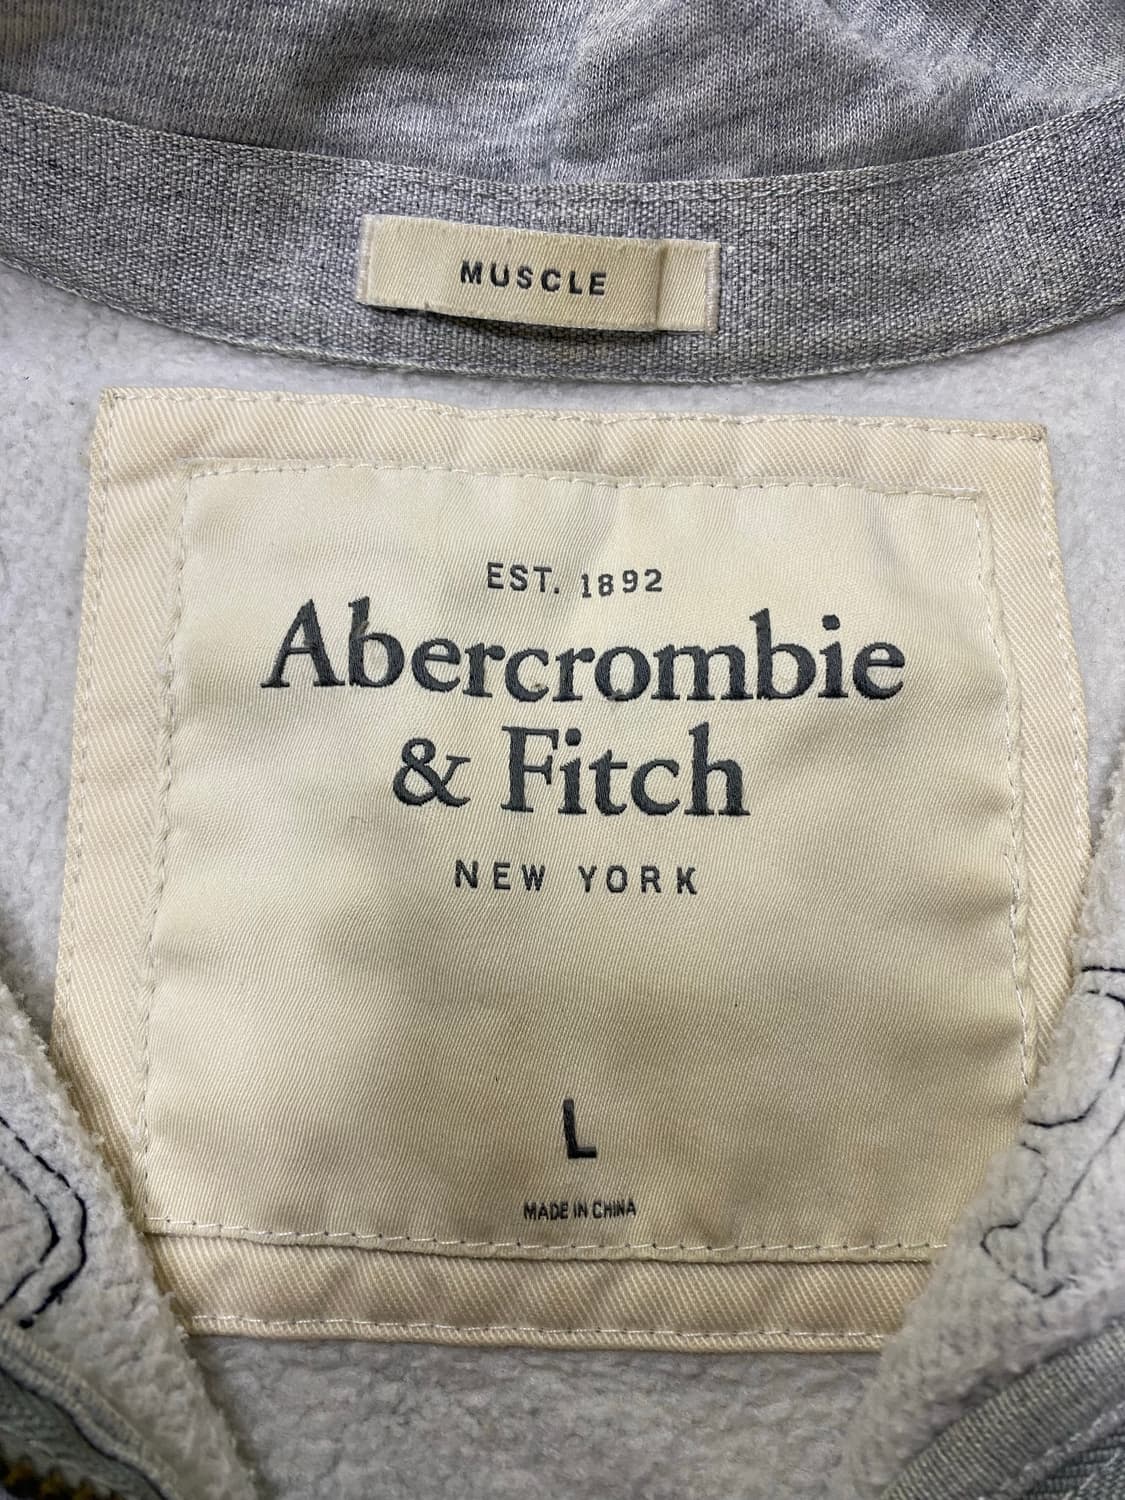 MUSCLE
EST. 1892
Abercrombie
& Fitch
NEW YORK
L
MADE IN CHINA